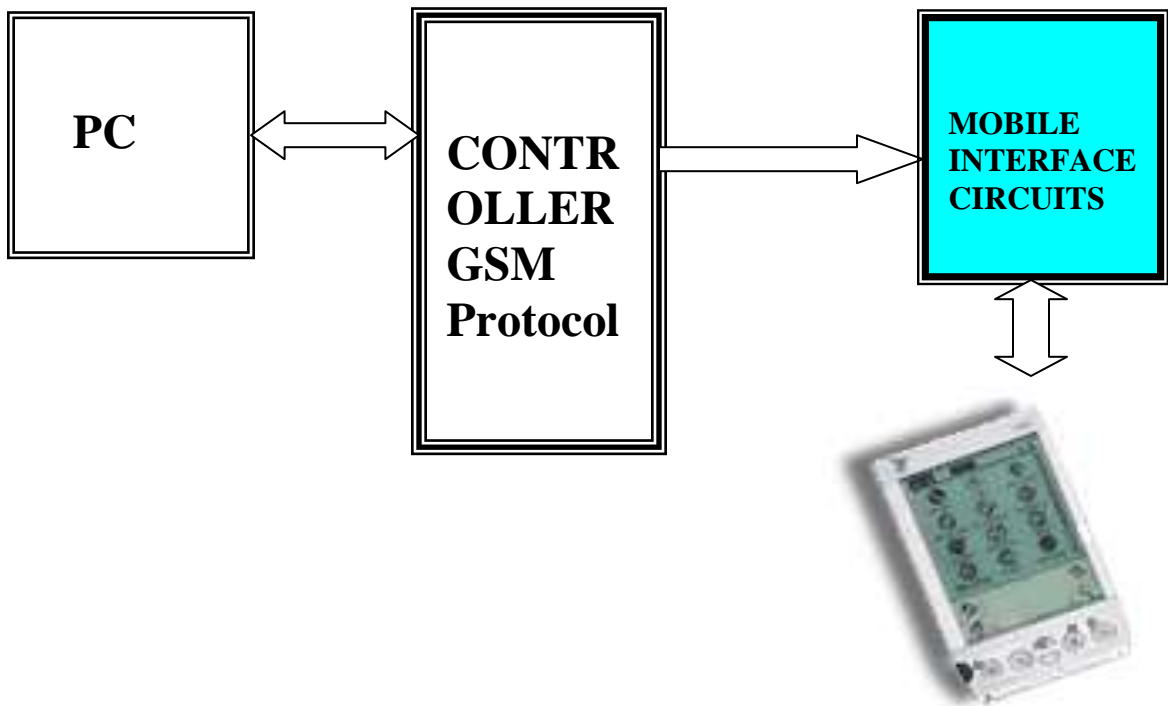 PC
CONTR
OLLER
GSM
Protocol
MOBILE
INTERFACE
CIRCUITS